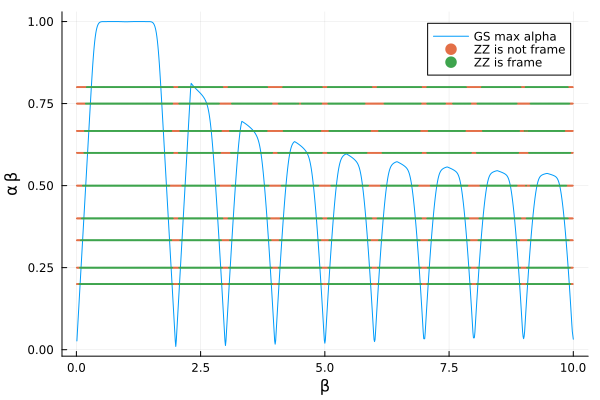 1.00
GS max alpha
ZZ is not frame
ZZ is frame
0.75
α β
0.50
0.25
0.00
0.0 2.5 5.0 7.5 10.0
β